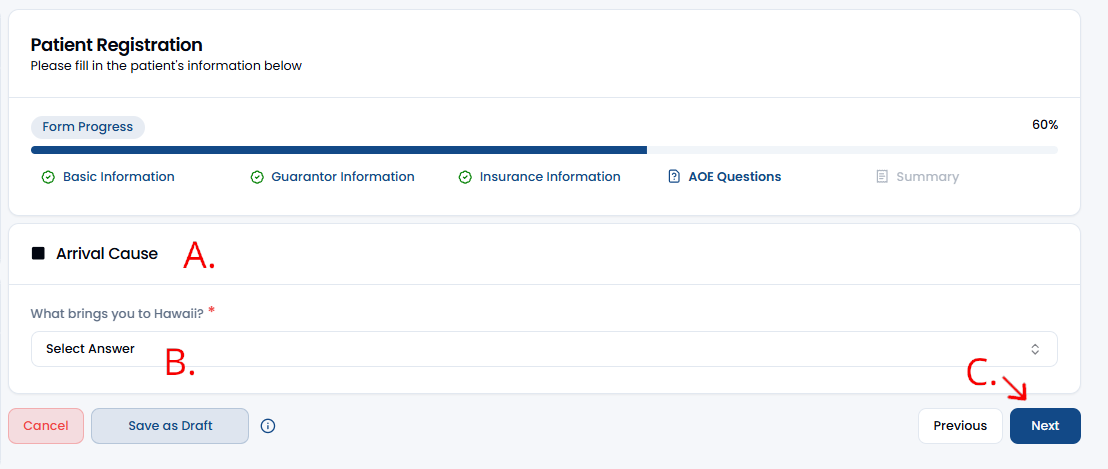 Patient Registration
Please fill in the patient's information below
Form Progress
60%
Basic Information
Guarantor Information
Insurance Information
AOE Questions
Summary
Arrival Cause
A.
What brings you to Hawaii? *
Select Answer
B.
C.
Cancel
Save as Draft
Previous
Next